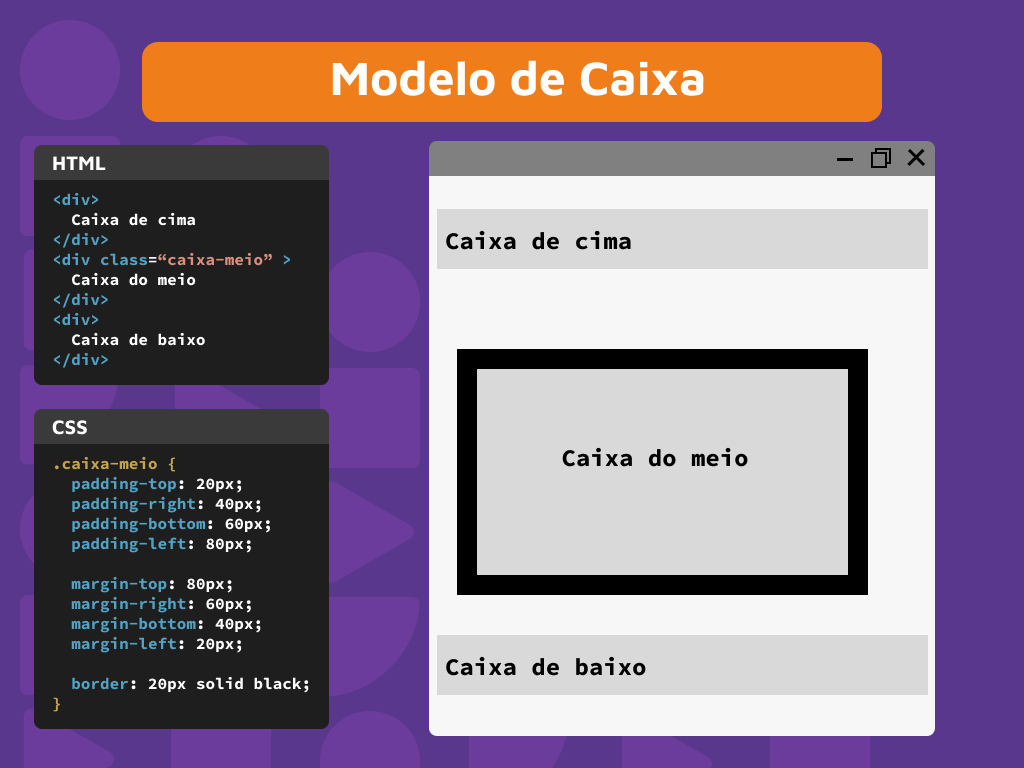 Modelo de Caixa
HTML
<div>
  Caixa de cima
</div>
<div class=“caixa-meio” >
  Caixa do meio
</div>
<div>
  Caixa de baixo
</div>
CSS
.caixa-meio {
  padding-top: 20px;
  padding-right: 40px;
  padding-bottom: 60px;
  padding-left: 80px;
  margin-top: 80px;
  margin-right: 60px;
  margin-bottom: 40px;
  margin-left: 20px;
  border: 20px solid black;
}
Caixa de cima
Caixa do meio
Caixa de baixo